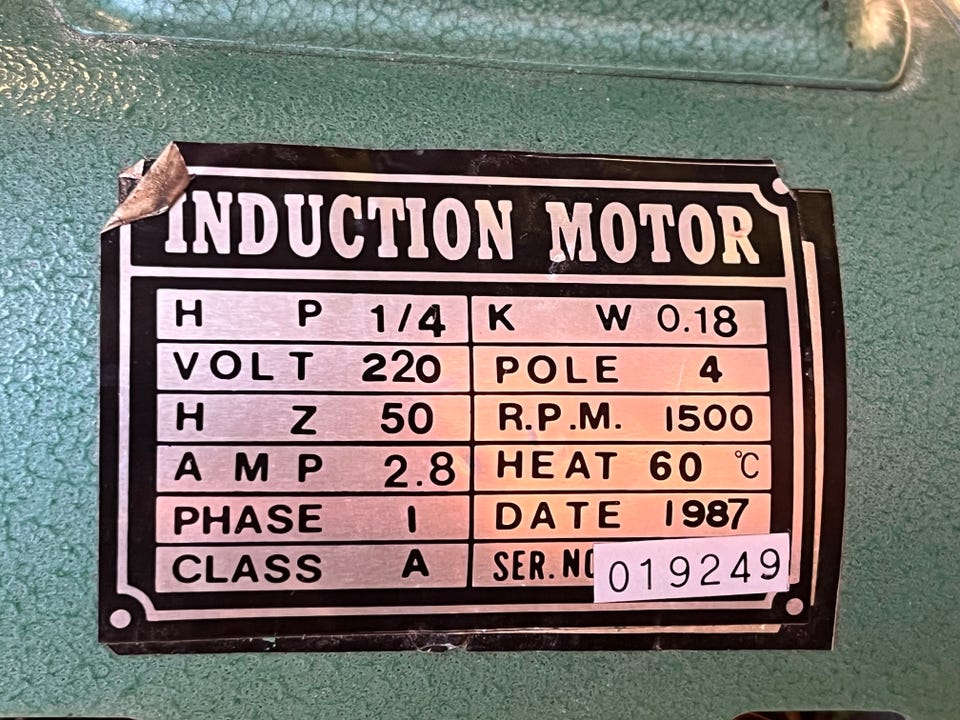 INDUCTION MOTOR
H P 1/4 K W 0.18
VOLT 220 POLE 4
H Z 50 R.P.M. 1500
AMP 2.8 HEAT 60 °C
PHASE 1 DATE 1987
CLASS A SER.NO 019249